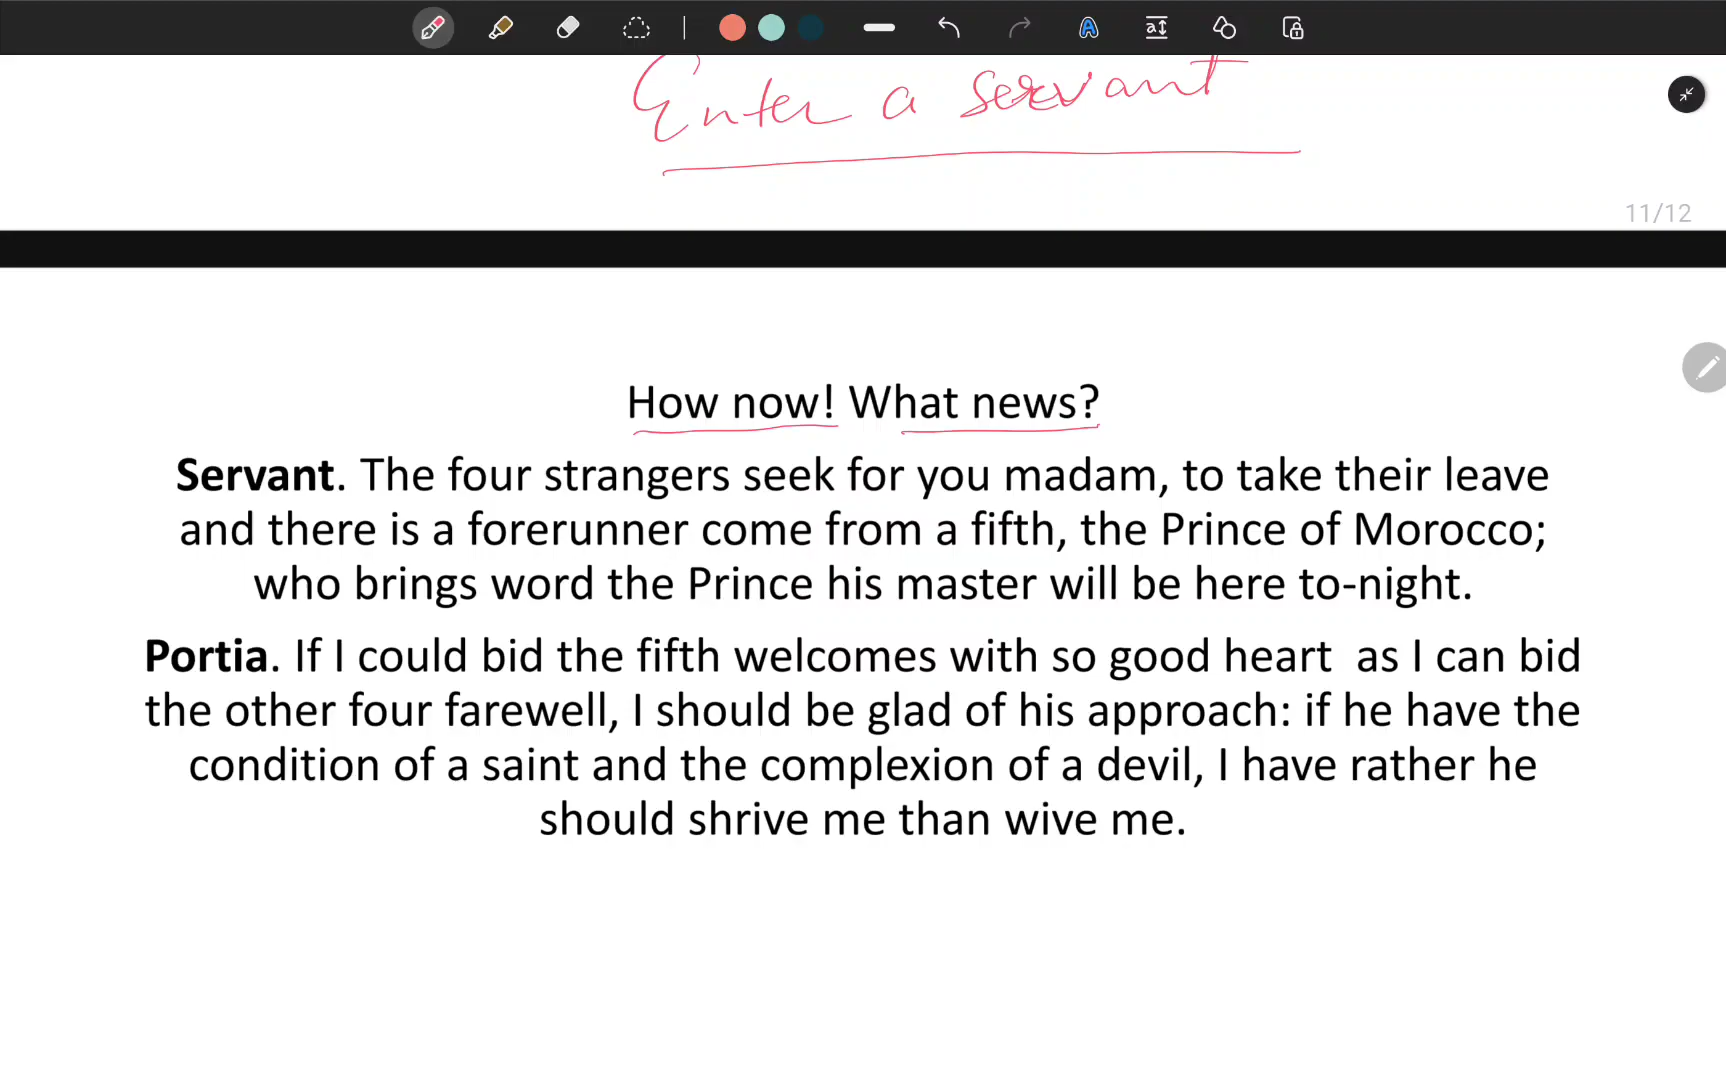 Enter a servant
11/12
How now! What news?
Servant. The four strangers seek for you madam, to take their leave
and there is a forerunner come from a fifth, the Prince of Morocco;
who brings word the Prince his master will be here to-night.
Portia. If I could bid the fifth welcomes with so good heart as I can bid
the other four farewell, I should be glad of his approach: if he have the
condition of a saint and the complexion of a devil, I have rather he
should shrive me than wive me.